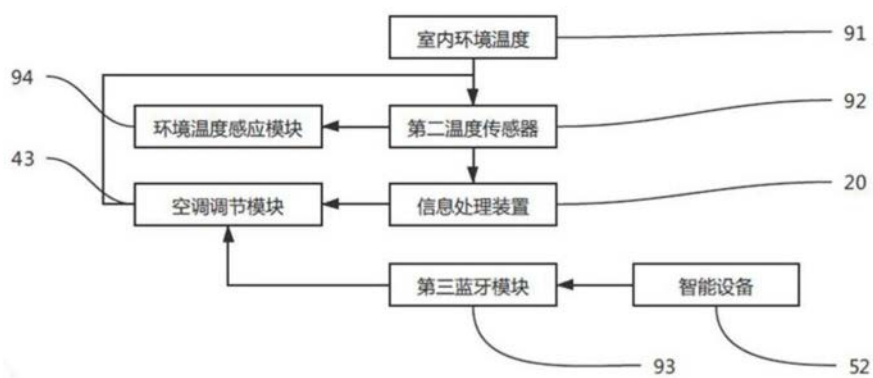 室内环境温度
91
94
环境温度感应模块
第二温度传感器
92
43
空调调节模块
信息处理装置
20
第三蓝牙模块
智能设备
93
52